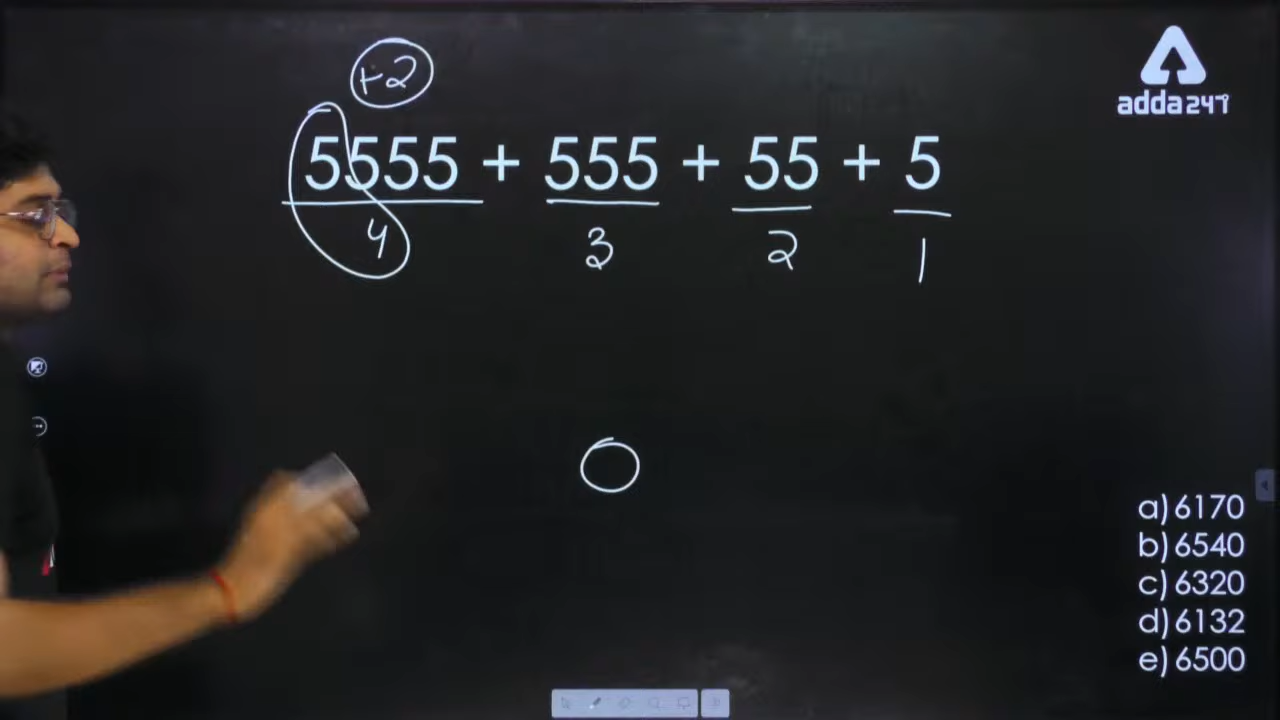 +2
adda247
5555 + 555 + 55 + 5
4 3 2 1
0
a) 6170
b) 6540
c) 6320
d) 6132
e) 6500